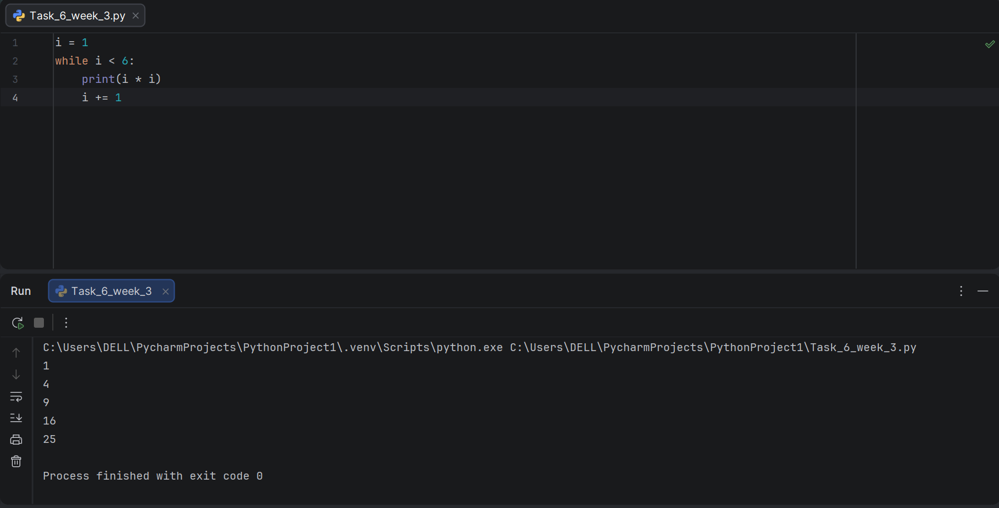 Task_6_week_3.py
1 i = 1
2 while i < 6:
3     print(i * i)
4     i += 1
Run Task_6_week_3
C:\Users\DELL\PycharmProjects\PythonProject1\.venv\Scripts\python.exe C:\Users\DELL\PycharmProjects\PythonProject1\Task_6_week_3.py
1
4
9
16
25
Process finished with exit code 0